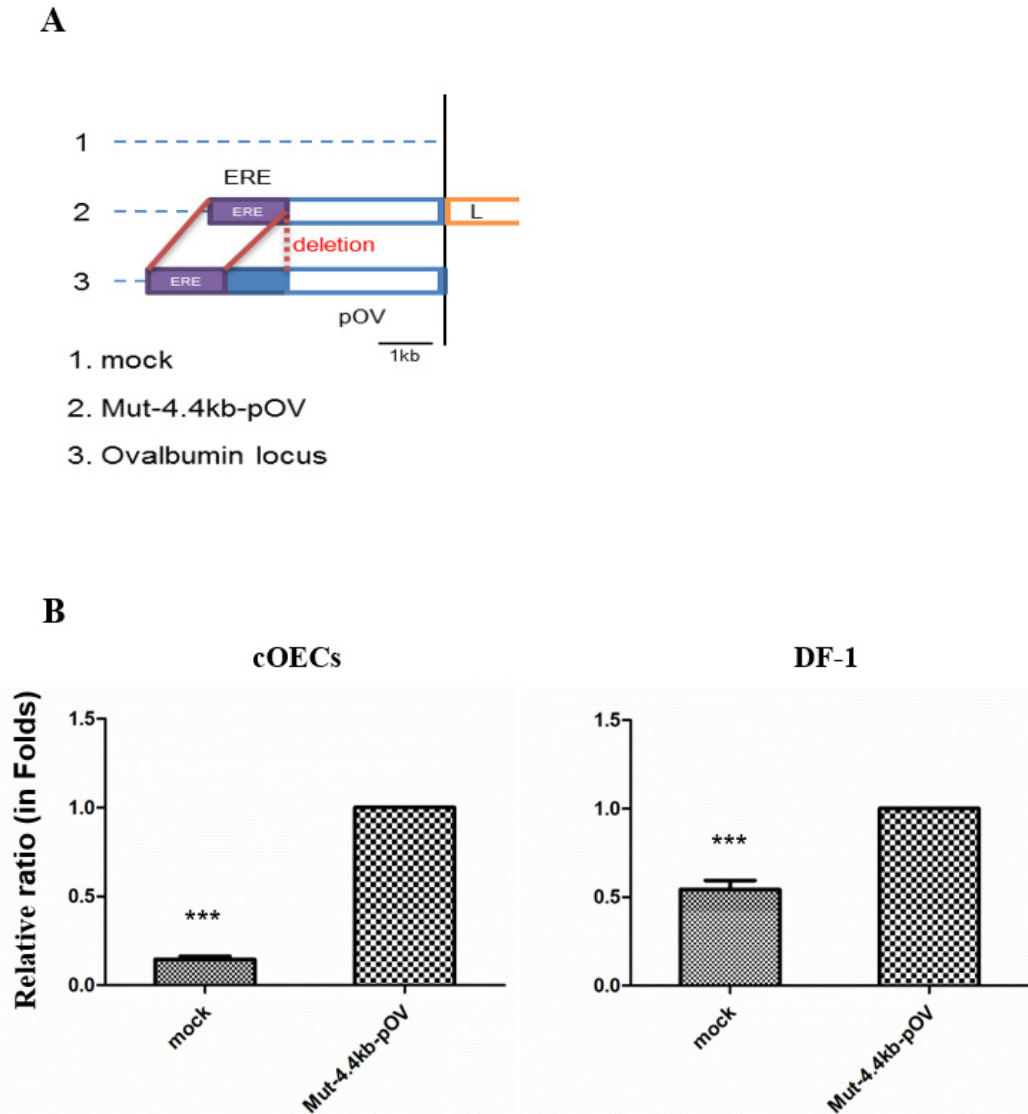 A
1
ERE
2
ERE
L
deletion
3
ERE
pOV
1kb
1. mock
2. Mut-4.4kb-pOV
3. Ovalbumin locus
B
cOECs
DF-1
Relative ratio (in Folds)
1.5
1.0
0.5
0.0
***
mock
Mut-4.4kb-pOV
1.5
1.0
0.5
0.0
***
mock
Mut-4.4kb-pOV